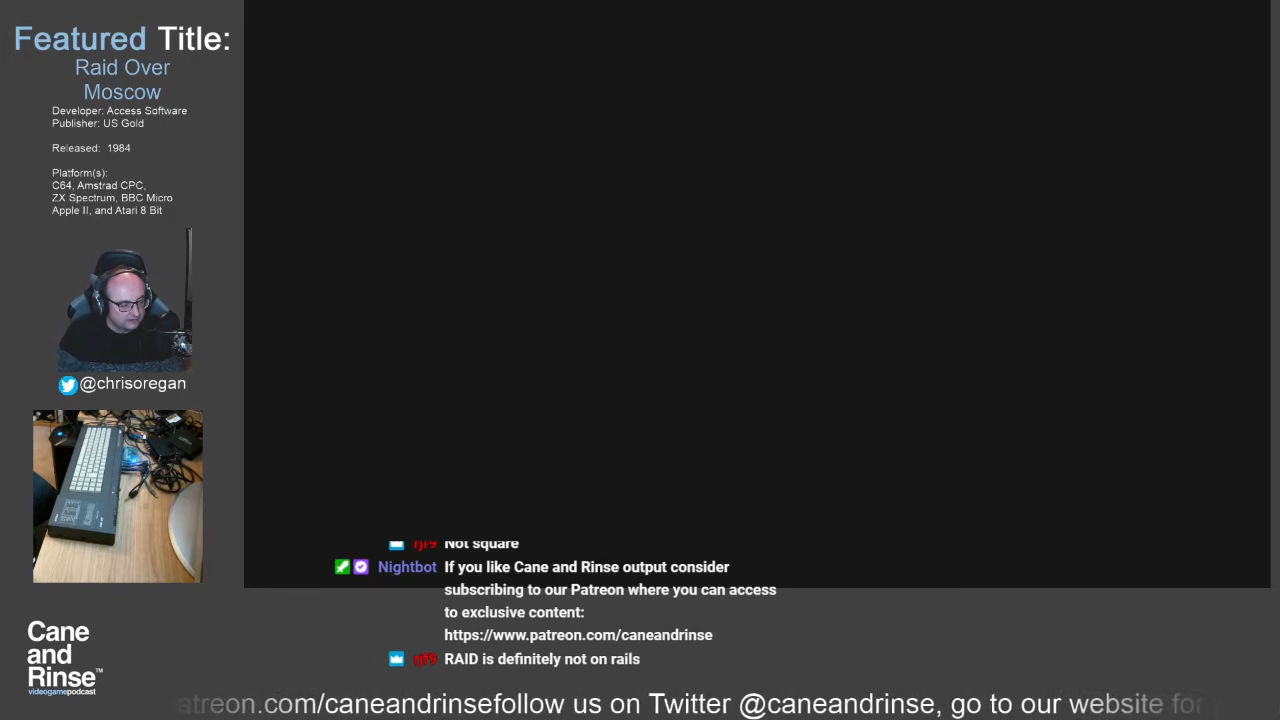 Featured Title:
Raid Over
Moscow
Developer: Access Software
Publisher: US Gold
Released: 1984
Platform(s):
C64, Amstrad CPC,
ZX Spectrum, BBC Micro
Apple II, and Atari 8 Bit
@chrisoregan
Not square
Nightbot If you like Cane and Rinse output consider
subscribing to our Patreon where you can access
to exclusive content:
https://www.patreon.com/caneandrinse
RAID is definitely not on rails
Cane
and
Rinse™
videogamepodcast
atreon.com/caneandrinsefollow us on Twitter @caneandrinse, go to our website for